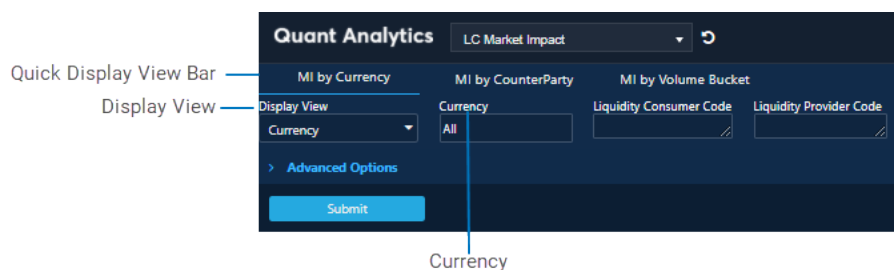 Quant Analytics LC Market Impact
Quick Display View Bar MI by Currency MI by CounterParty MI by Volume Bucket
Display View Display View Currency Liquidity Consumer Code Liquidity Provider Code
Currency All
> Advanced Options
Submit
Currency